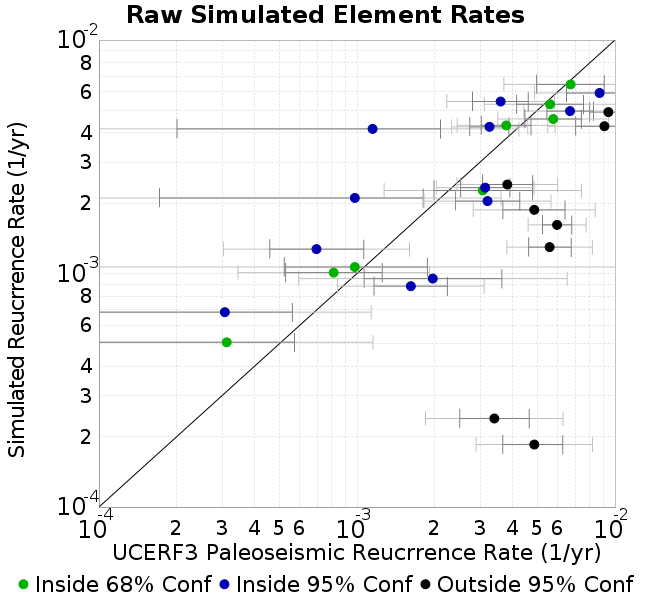 Raw Simulated Element Rates
10-2
8
6
4
3
2
10-3
8
6
4
3
2
10-4
Simulated Reucrrence Rate (1/yr)
10-4 2 3 4 5 6 10-3 2 3 4 5 6 10-2
UCERF3 Paleoseismic Reucrrence Rate (1/yr)
Inside 68% Conf Inside 95% Conf Outside 95% Conf